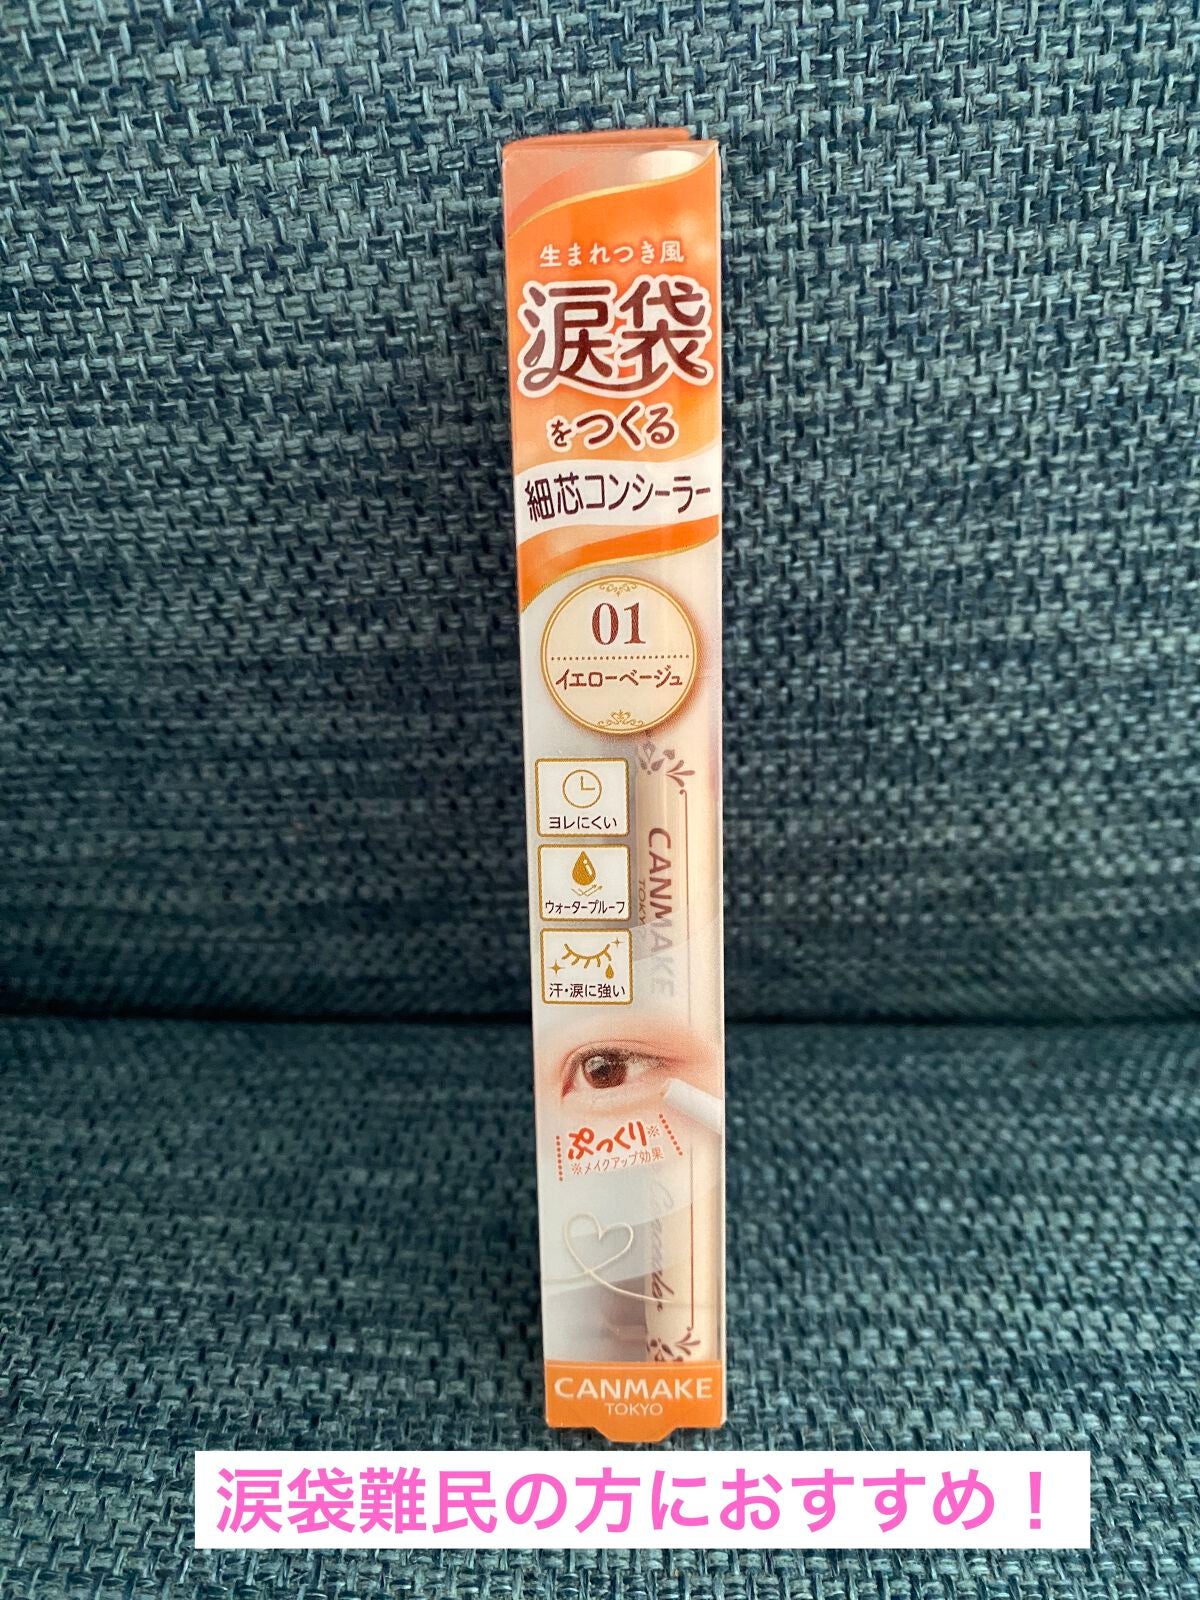 生まれつき風
涙袋
をつくる
細芯コンシーラー
01
イエローベージュ
ヨレにくい
ウォータープルーフ
汗・涙に強い
CANMAKE
TOKYO
ぷっくり※
※メイクアップ効果
Concealer
CANMAKE
TOKYO
涙袋難民の方におすすめ！